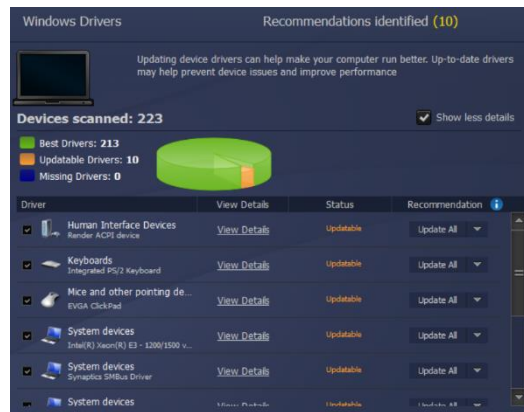 Windows Drivers
Recommendations identified (10)
Updating device drivers can help make your computer run better. Up-to-date drivers
may help prevent device issues and improve performance
Devices scanned: 223
Show less details
Best Drivers: 213
Updatable Drivers: 10
Missing Drivers: 0
Driver View Details Status Recommendation
Human Interface Devices
Render ACPI device
View Details Updatable Update All
Keyboards
Integrated PS/2 Keyboard
View Details Updatable Update All
Mice and other pointing de...
EVGA ClickPad
View Details Updatable Update All
System devices
Intel(R) Xeon(R) E3 - 1200/1500 v...
View Details Updatable Update All
System devices
Synaptics SMBus Driver
View Details Updatable Update All
System devices
View Details Updatable Update All